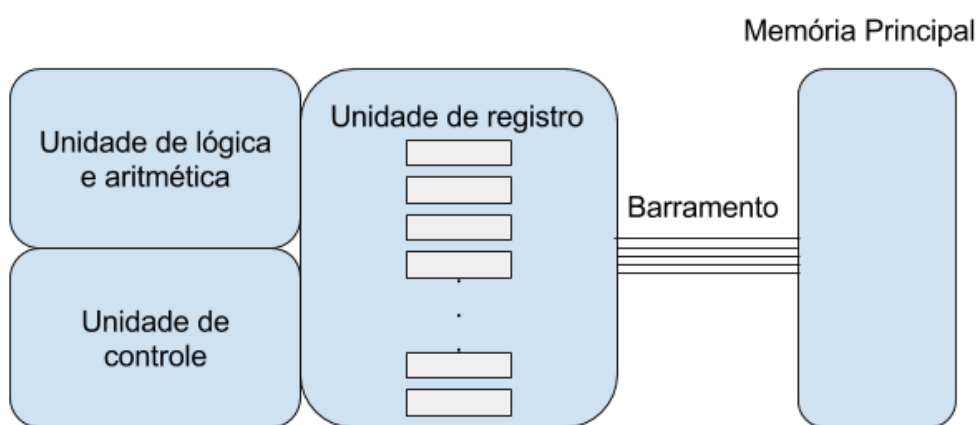 Memória Principal
Unidade de lógica
e aritmética
Unidade de registro
Barramento
Unidade de
controle